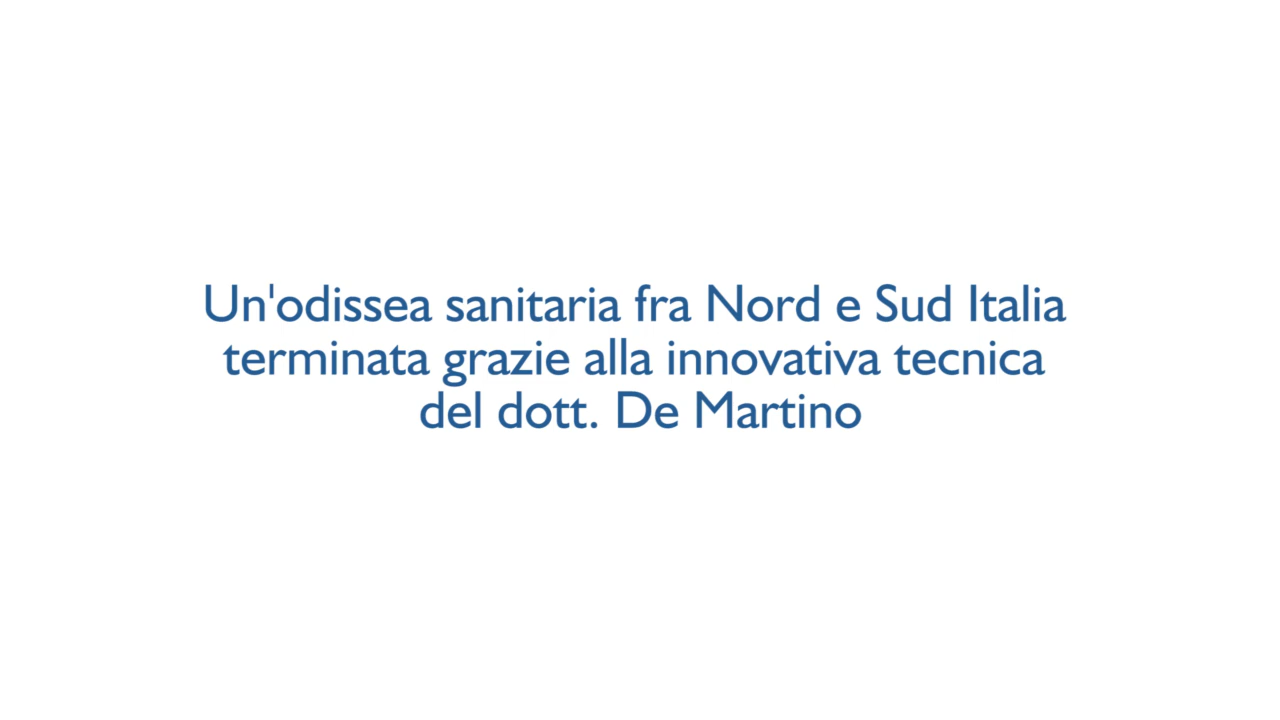 Un'odissea sanitaria fra Nord e Sud Italia
terminata grazie alla innovativa tecnica
del dott. De Martino